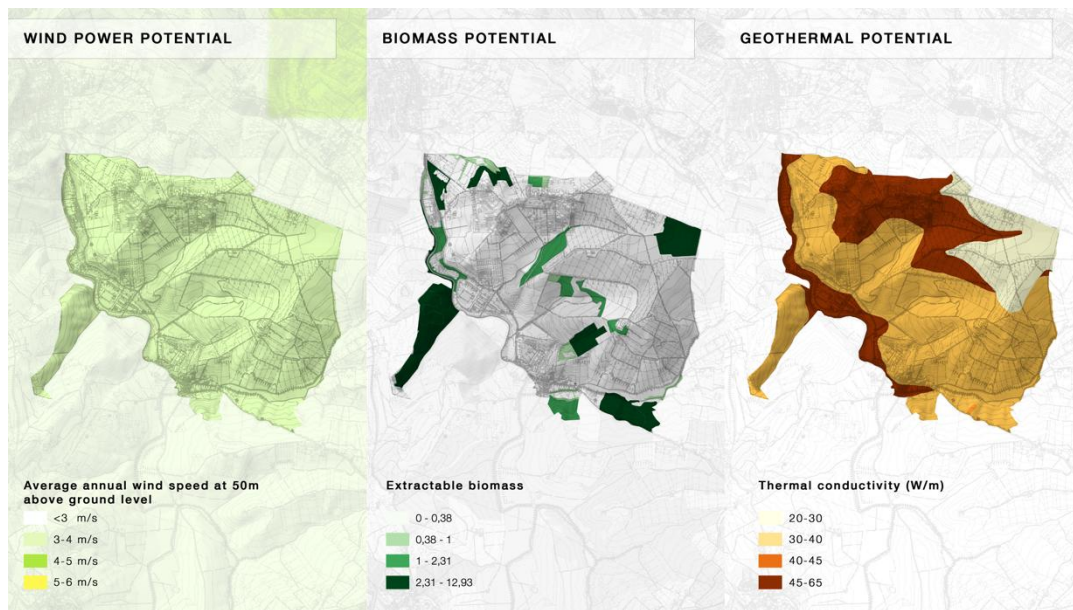 WIND POWER POTENTIAL
Average annual wind speed at 50m
above ground level
<3 m/s
3-4 m/s
4-5 m/s
5-6 m/s
BIOMASS POTENTIAL
Extractable biomass
0 - 0,38
0,38 - 1
1 - 2,31
2,31 - 12,93
GEOTHERMAL POTENTIAL
Thermal conductivity (W/m)
20-30
30-40
40-45
45-65